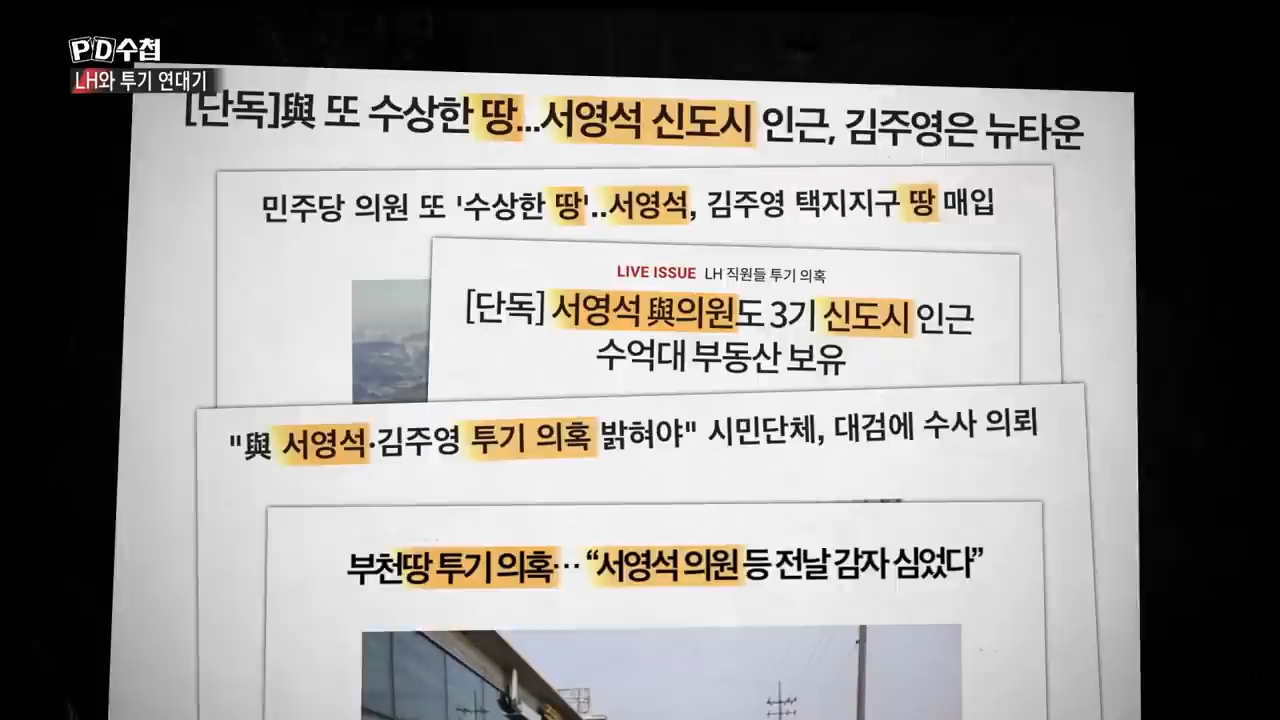 PD수첩
LH와 투기 연대기
[단독]與 또 수상한 땅...서영석 신도시 인근, 김주영은 뉴타운
민주당 의원 또 '수상한 땅'..서영석, 김주영 택지지구 땅 매입
LIVE ISSUE LH 직원들 투기 의혹
[단독] 서영석 與의원도 3기 신도시 인근
수억대 부동산 보유
"與 서영석·김주영 투기 의혹 밝혀야" 시민단체, 대검에 수사 의뢰
부천땅 투기 의혹… “서영석 의원 등 전날 감자 심었다”